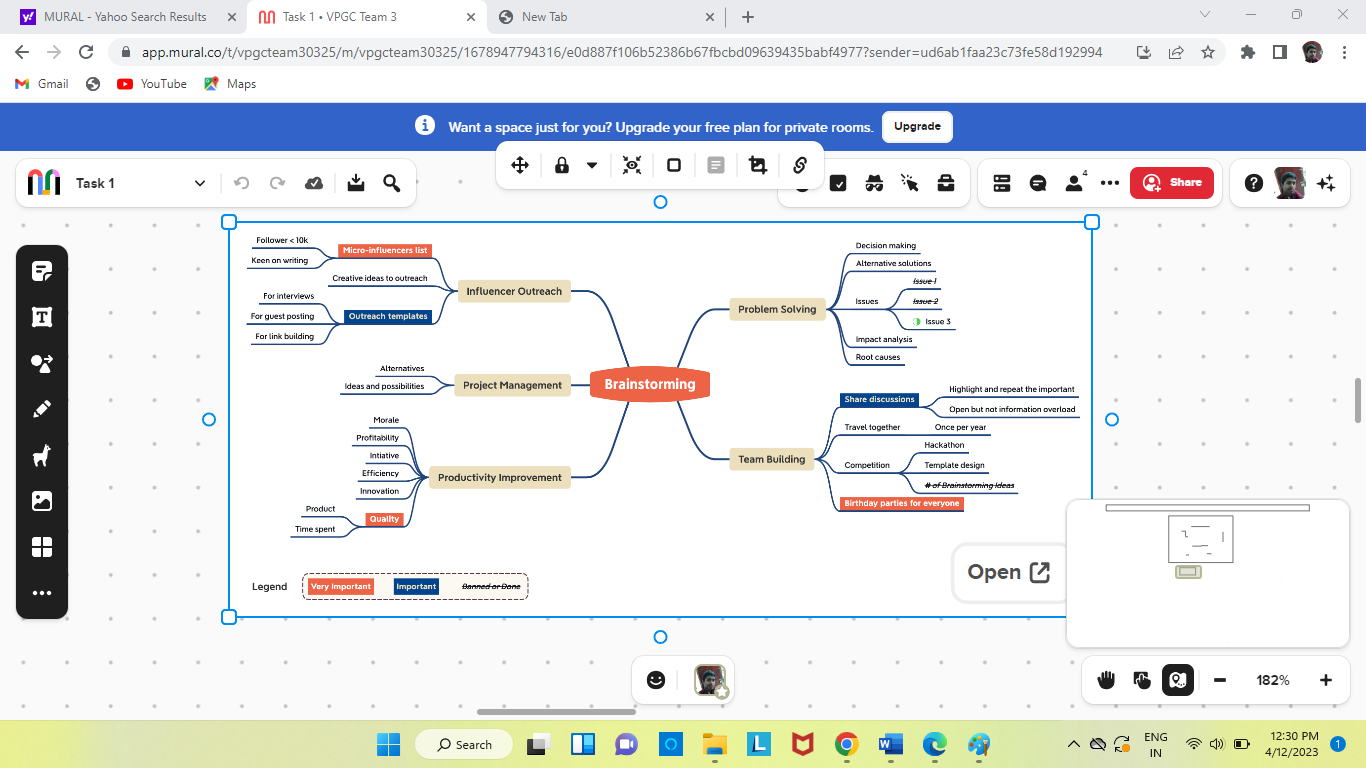 MURAL - Yahoo Search Results
Task 1 • VPGC Team 3
New Tab
app.mural.co/t/vpgcteam30325/m/vpgcteam30325/1678947794316/e0d887f106b52386b67fbcbd09639435babf4977?sender=ud6ab1faa23c73fe58d192994
Gmail
YouTube
Maps
Want a space just for you? Upgrade your free plan for private rooms.
Upgrade
Task 1
4
Share
Follower < 10k
Keen on writing
Micro-influencers list
Creative ideas to outreach
For interviews
For guest posting
For link building
Outreach templates
Influencer Outreach
Alternatives
Ideas and possibilities
Project Management
Morale
Profitability
Intiative
Efficiency
Innovation
Product
Time spent
Quality
Productivity Improvement
Brainstorming
Problem Solving
Decision making
Alternative solutions
Issues
Issue 1
Issue 2
Issue 3
Impact analysis
Root causes
Team Building
Share discussions
Highlight and repeat the important
Open but not information overload
Travel together
Once per year
Competition
Hackathon
Template design
# of Brainstorming Ideas
Birthday parties for everyone
Legend
Very Important
Important
Banned or Done
Open
182%
Search
ENG
IN
12:30 PM
4/12/2023
1